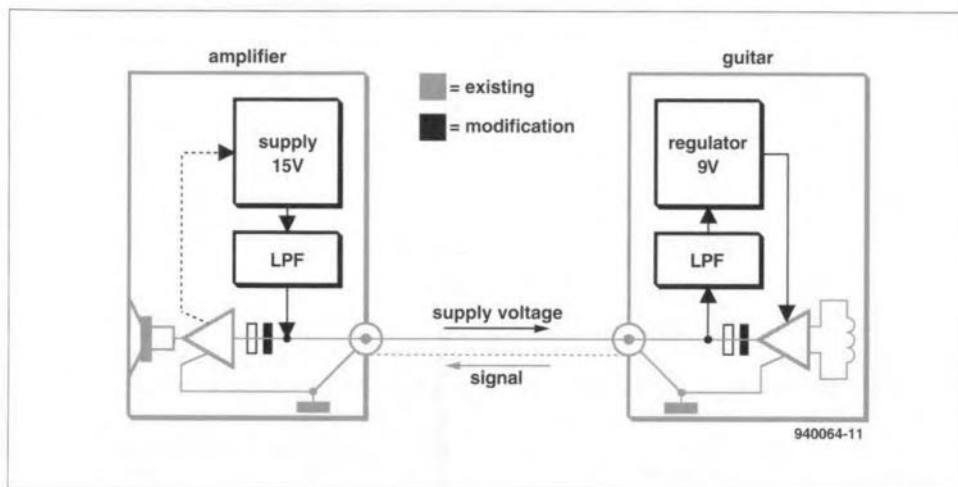 amplifier
guitar
= existing
= modification
supply
15V
regulator
9V
LPF
LPF
supply voltage
signal
940064-11